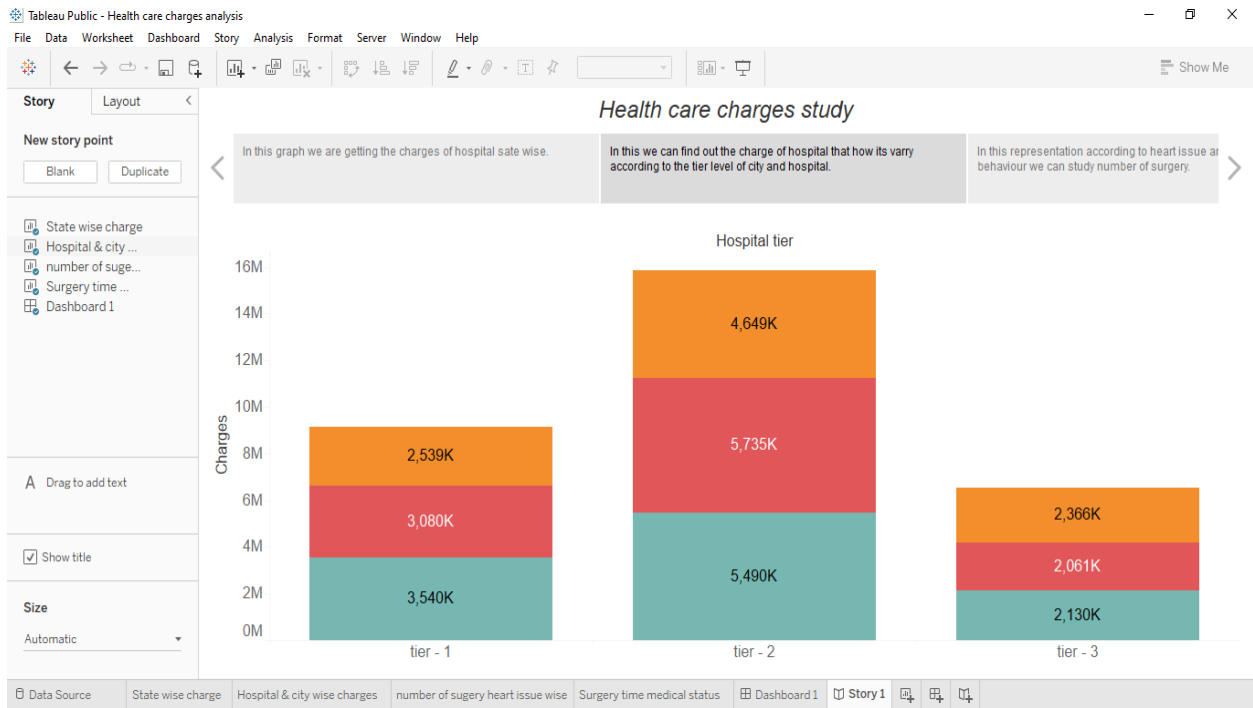 Tableau Public - Health care charges analysis
File Data Worksheet Dashboard Story Analysis Format Server Window Help
Show Me
Story Layout
New story point
Blank Duplicate
State wise charge
Hospital & city ...
number of suge...
Surgery time ...
Dashboard 1
A Drag to add text
Show title
Size
Automatic
Health care charges study
In this graph we are getting the charges of hospital sate wise.
In this we can find out the charge of hospital that how its varry
according to the tier level of city and hospital.
In this representation according to heart issue ar
behaviour we can study number of surgery.
Hospital tier
Charges
16M
14M
12M
10M
8M
6M
4M
2M
0M
2,539K
3,080K
3,540K
4,649K
5,735K
5,490K
2,366K
2,061K
2,130K
tier - 1 tier - 2 tier - 3
Data Source State wise charge Hospital & city wise charges number of sugery heart issue wise Surgery time medical status Dashboard 1 Story 1